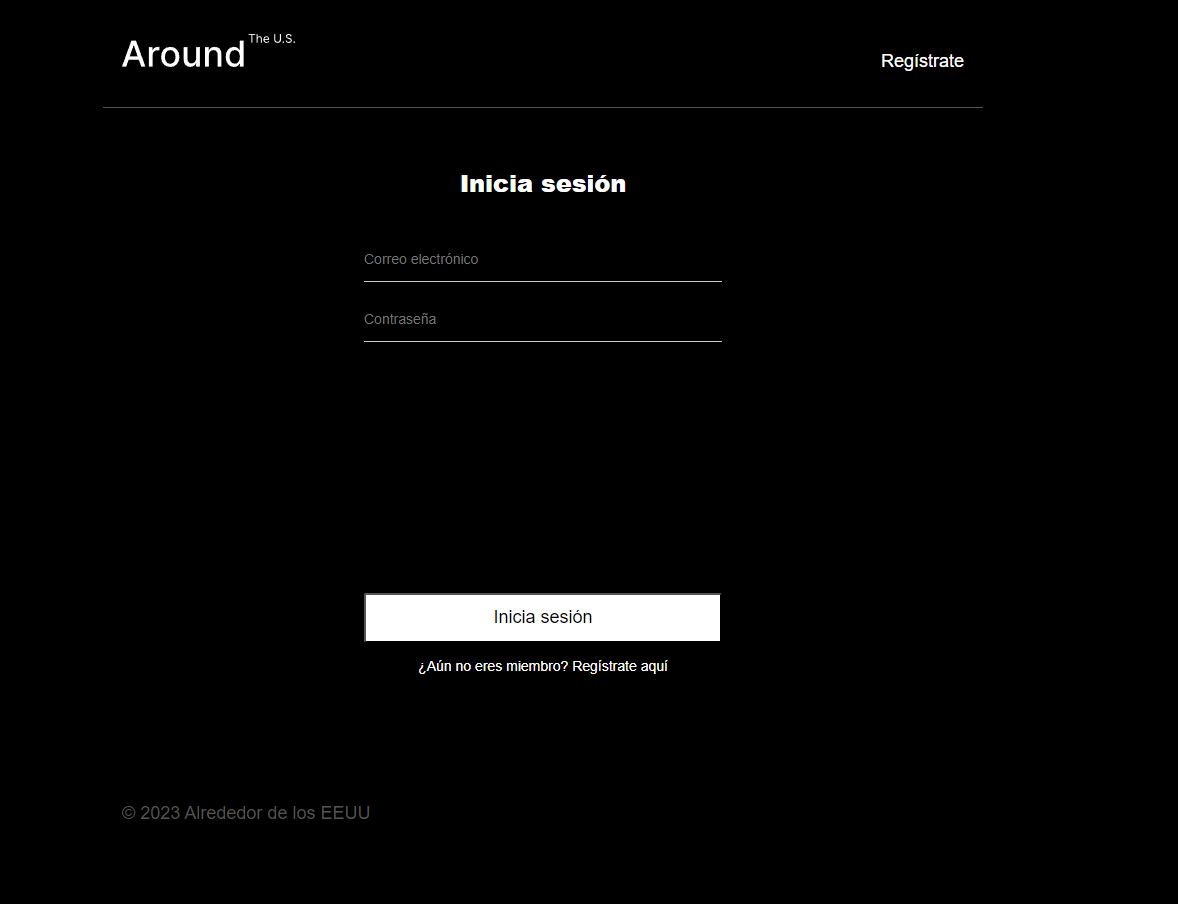 Around The U.S.
Regístrate
Inicia sesión
Correo electrónico
Contraseña
Inicia sesión
¿Aún no eres miembro? Regístrate aquí
© 2023 Alrededor de los EEUU